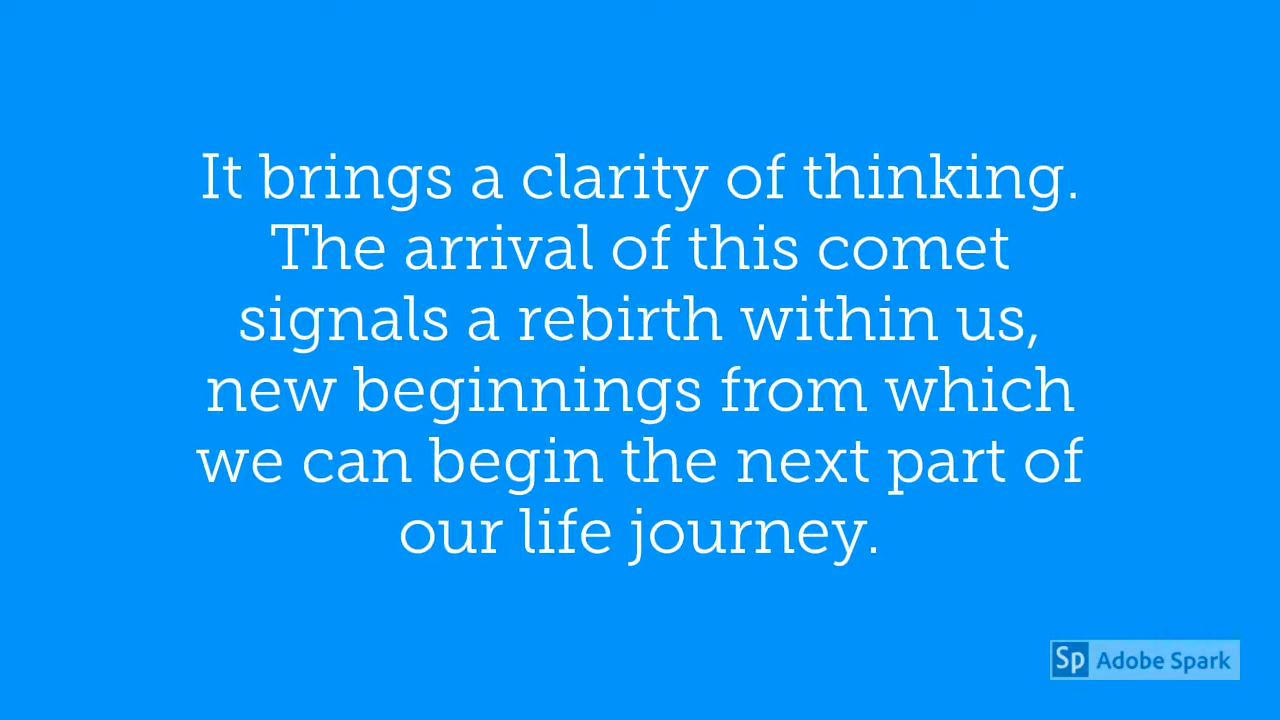 It brings a clarity of thinking.
The arrival of this comet
signals a rebirth within us,
new beginnings from which
we can begin the next part of
our life journey.
Sp Adobe Spark